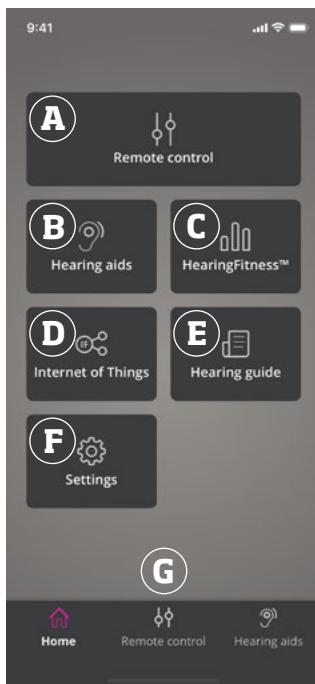 9:41
A
Remote control
B
C
Hearing aids
HearingFitness™
D
E
IF
Internet of Things
Hearing guide
F
Settings
G
Home
Remote control
Hearing aids